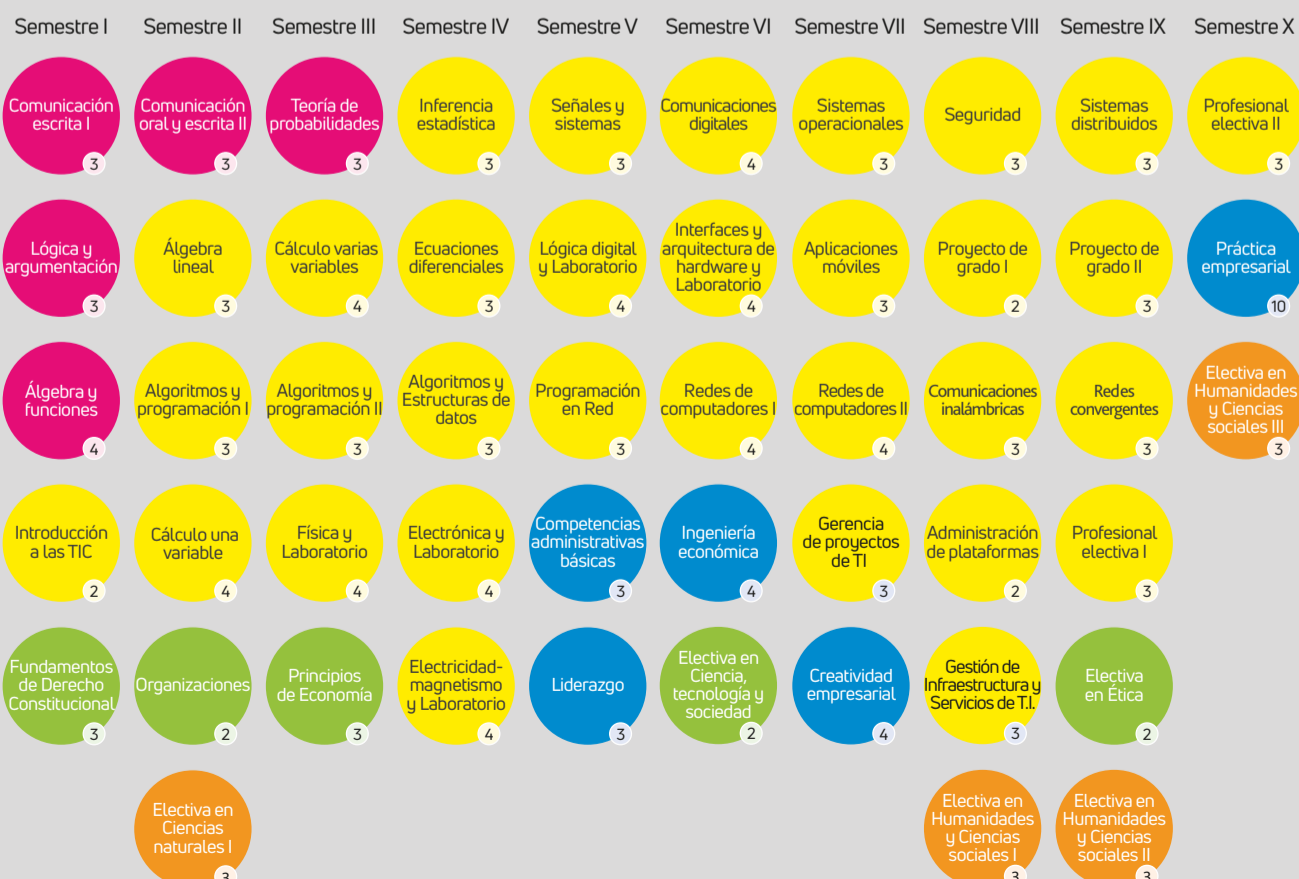 Semestre I
Semestre II
Semestre III
Semestre IV
Semestre V
Semestre VI
Semestre VII
Semestre VIII
Semestre IX
Semestre X
Comunicación
escrita I
3
Comunicación
oral y escrita II
3
Teoría de
probabilidades
3
Inferencia
estadística
3
Señales y
sistemas
3
Comunicaciones
digitales
4
Sistemas
operacionales
3
Seguridad
3
Sistemas
distribuidos
3
Profesional
electiva II
3
Lógica y
argumentación
3
Álgebra
lineal
3
Cálculo varias
variables
4
Ecuaciones
diferenciales
3
Lógica digital
y Laboratorio
4
Interfaces y
arquitectura de
hardware y
Laboratorio
4
Aplicaciones
móviles
3
Proyecto de
grado I
2
Proyecto de
grado II
3
Práctica
empresarial
10
Álgebra y
funciones
4
Algoritmos y
programación I
3
Algoritmos y
programación II
3
Algoritmos y
Estructuras de
datos
3
Programación
en Red
3
Redes de
computadores I
4
Redes de
computadores II
4
Comunicaciones
inalámbricas
3
Redes
convergentes
3
Electiva en
Humanidades
y Ciencias
sociales III
3
Introducción
a las TIC
2
Cálculo una
variable
4
Física y
Laboratorio
4
Electrónica y
Laboratorio
4
Competencias
administrativas
básicas
3
Ingeniería
económica
4
Gerencia
de proyectos
de TI
3
Administración
de plataformas
2
Profesional
electiva I
3
Fundamentos
de Derecho
Constitucional
3
Organizaciones
2
Principios
de Economía
3
Electricidad-
magnetismo
y Laboratorio
4
Liderazgo
3
Electiva en
Ciencia,
tecnología y
sociedad
2
Creatividad
empresarial
4
Gestión de
Infraestructura y
Servicios de T.I.
3
Electiva
en Ética
2
Electiva en
Ciencias
naturales I
3
Electiva en
Humanidades
y Ciencias
sociales I
3
Electiva en
Humanidades
y Ciencias
sociales II
3